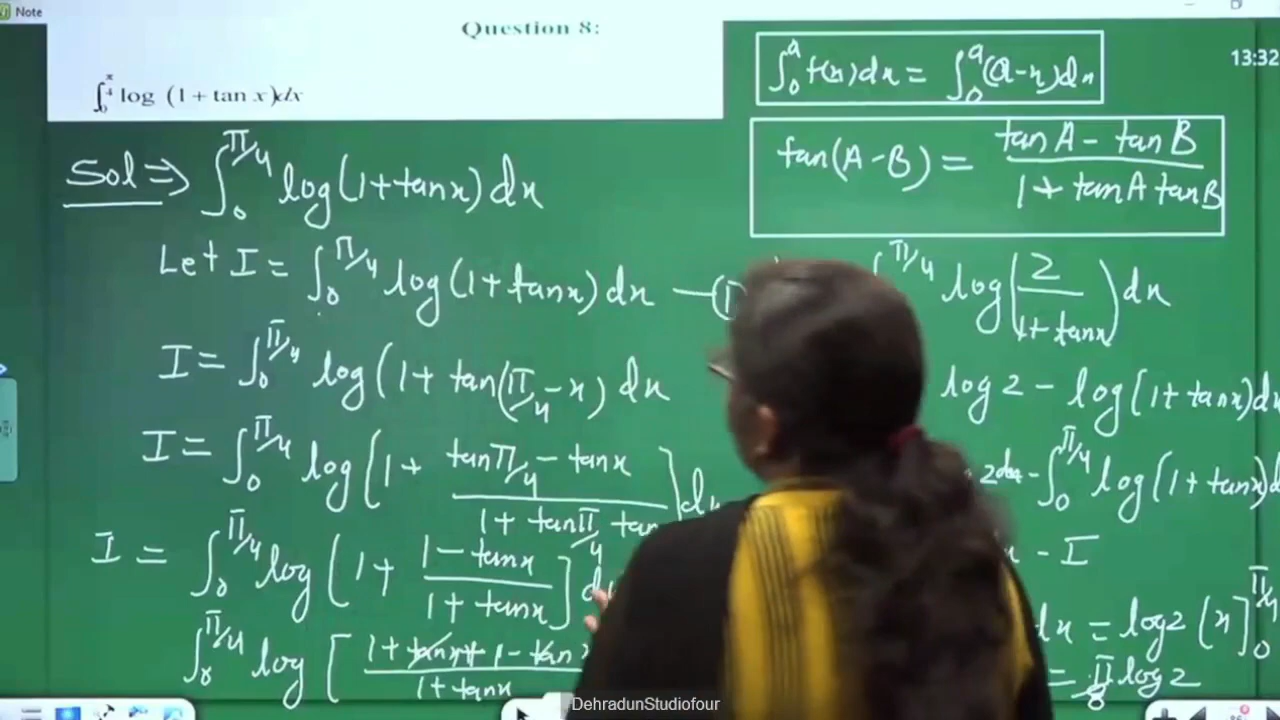 Note
Question 8:
∫₀^(π/4) log (1 + tan x)dx
∫₀^a f(x)dx = ∫₀^a (a-x)dx
13:32
tan(A-B) = (tanA - tanB)/(1 + tanA tanB)
Sol ⇒ ∫₀^(π/4) log(1+tanx) dx
Let I = ∫₀^(π/4) log(1+tanx) dx —(1
I = ∫₀^(π/4) log(1+ tan(π/4 - x) dx
I = ∫₀^(π/4) log(1+ (tanπ/4 - tanx)/(1 + tanπ/4 tan
I = ∫₀^(π/4) log(1+ (1-tanx)/(1+tanx)] d
∫₀^(π/4) log[(1+tanx+1-tanx)/(1+tanx)
π/4 log(2/(1+tanx)) dx
log2 - log(1+tanx)dx
2dx - ∫₀^(π/4) log(1+tanx)d
- I
dx = log2 (x]₀^(π/4)
= π/8 log2
DehradunStudiofour